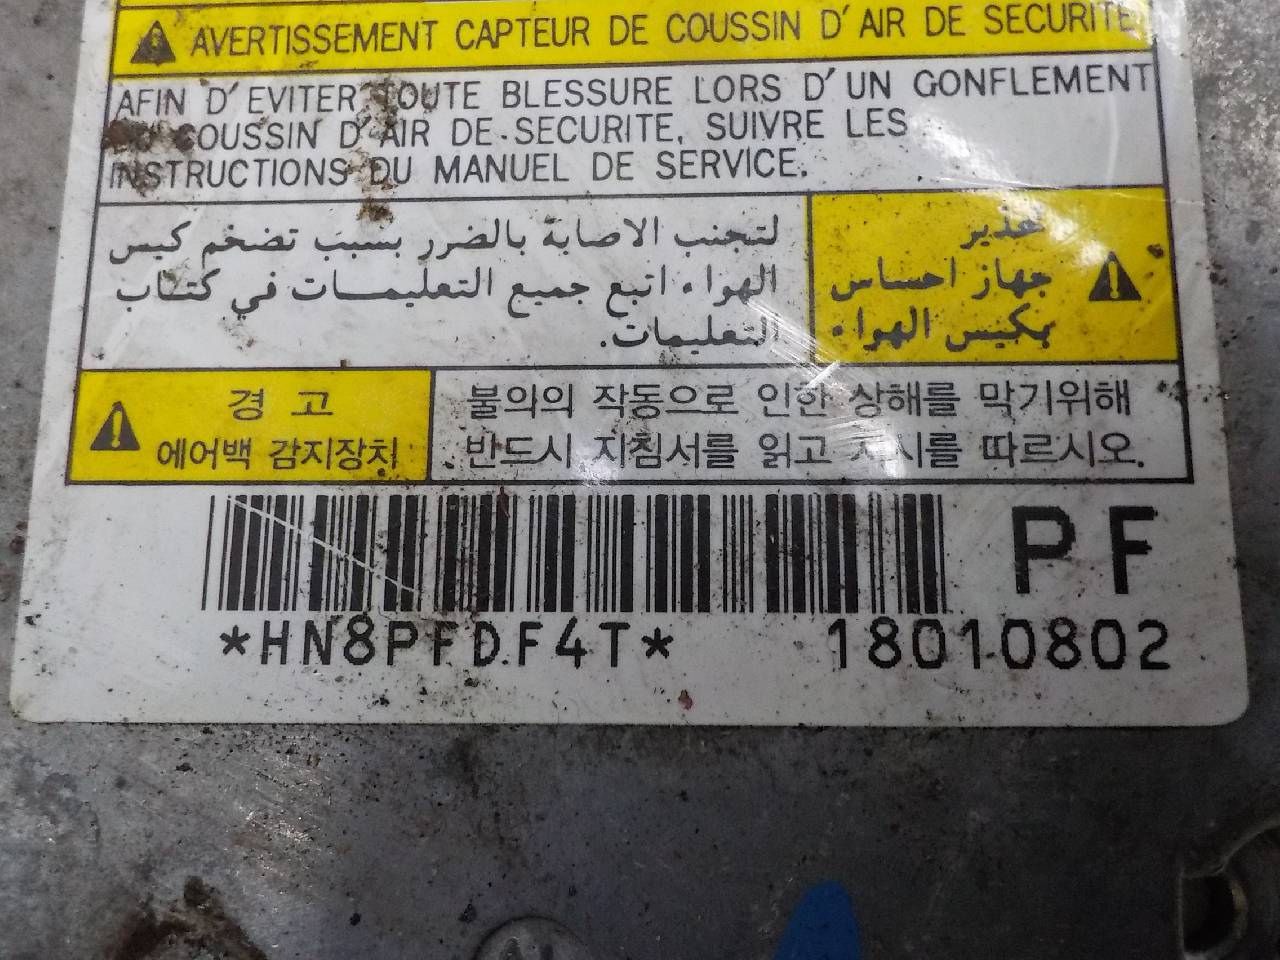 AVERTISSEMENT CAPTEUR DE COUSSIN D'AIR DE SECURITE
AFIN D'EVITER TOUTE BLESSURE LORS D'UN GONFLEMENT
DU COUSSIN D'AIR DE SECURITE, SUIVRE LES
INSTRUCTIONS DU MANUEL DE SERVICE.
تحذير
جهاز احساس
بكيس الهواء
لتجنب الاصابة بالضرر بسبب تضخم كيس
الهواء اتبع جميع التعليمات في كتاب
التعليمات.
경 고
에어백 감지장치
불의의 작동으로 인한 상해를 막기위해
반드시 지침서를 읽고 지시를 따르시오.
PF
*HN8PFDF4T* 18010802